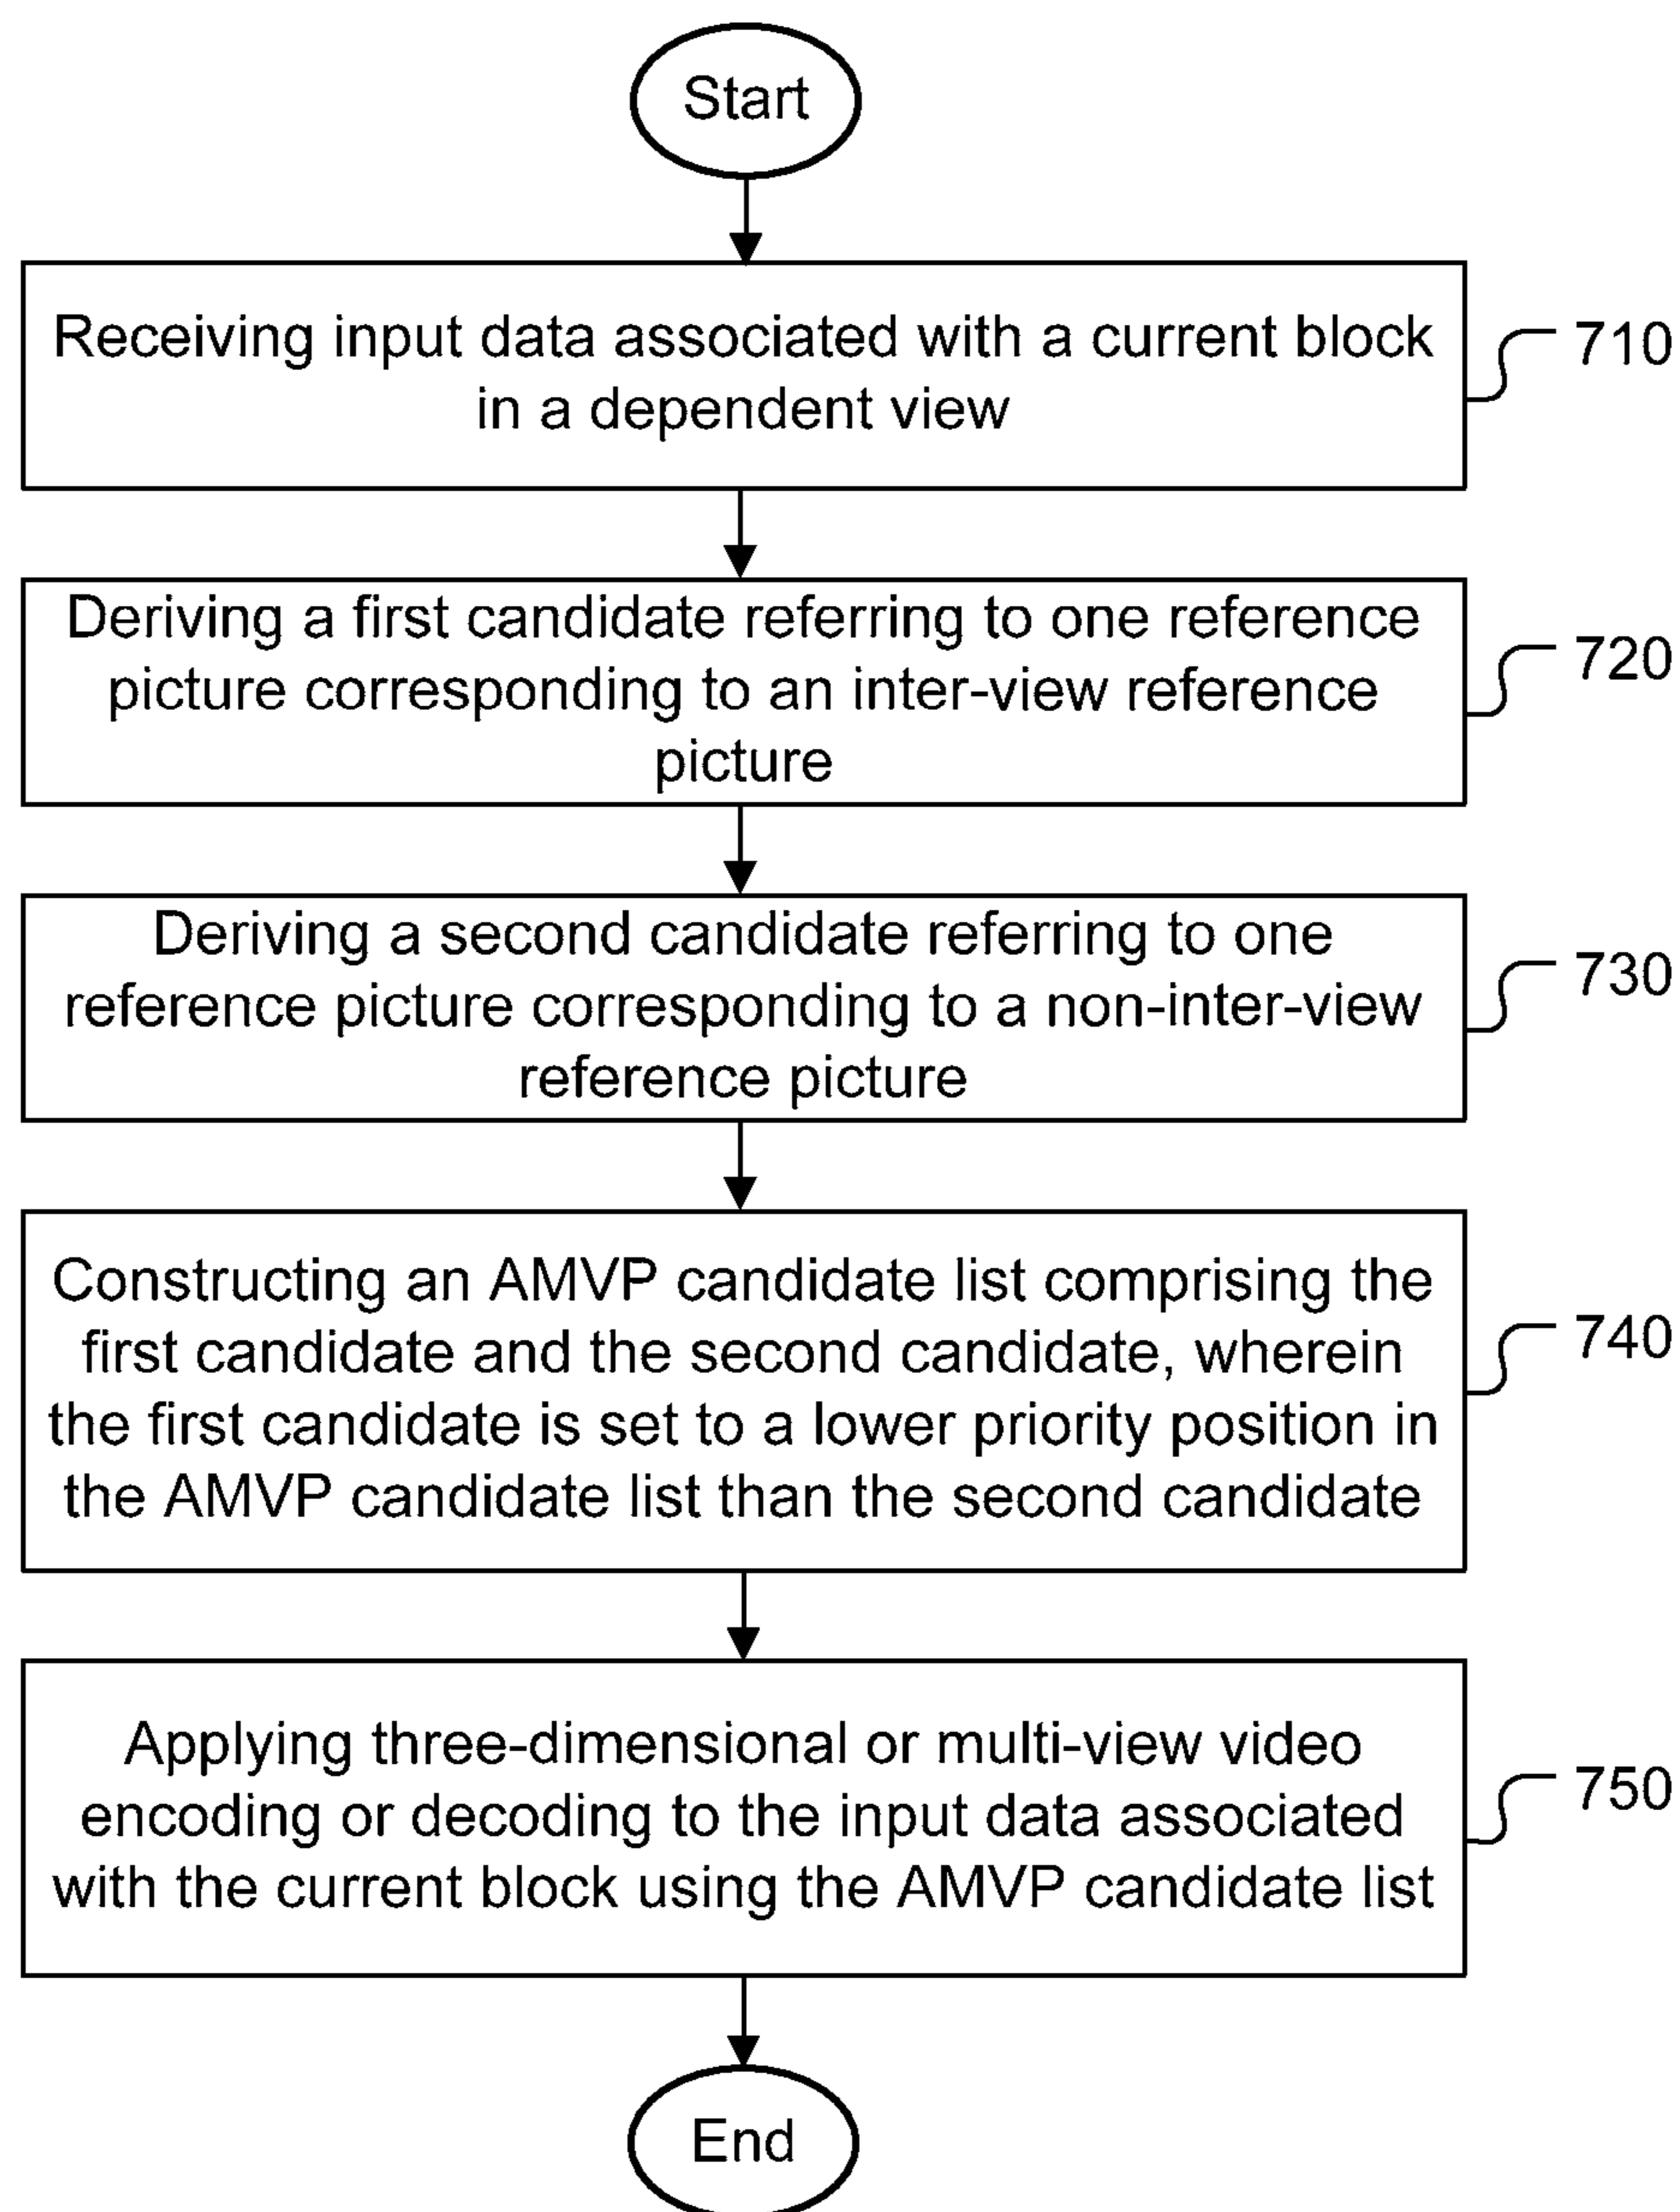 Start
Receiving input data associated with a current block
in a dependent view
710
Deriving a first candidate referring to one reference
picture corresponding to an inter-view reference
picture
720
Deriving a second candidate referring to one
reference picture corresponding to a non-inter-view
reference picture
730
Constructing an AMVP candidate list comprising the
first candidate and the second candidate, wherein
the first candidate is set to a lower priority position in
the AMVP candidate list than the second candidate
740
Applying three-dimensional or multi-view video
encoding or decoding to the input data associated
with the current block using the AMVP candidate list
750
End